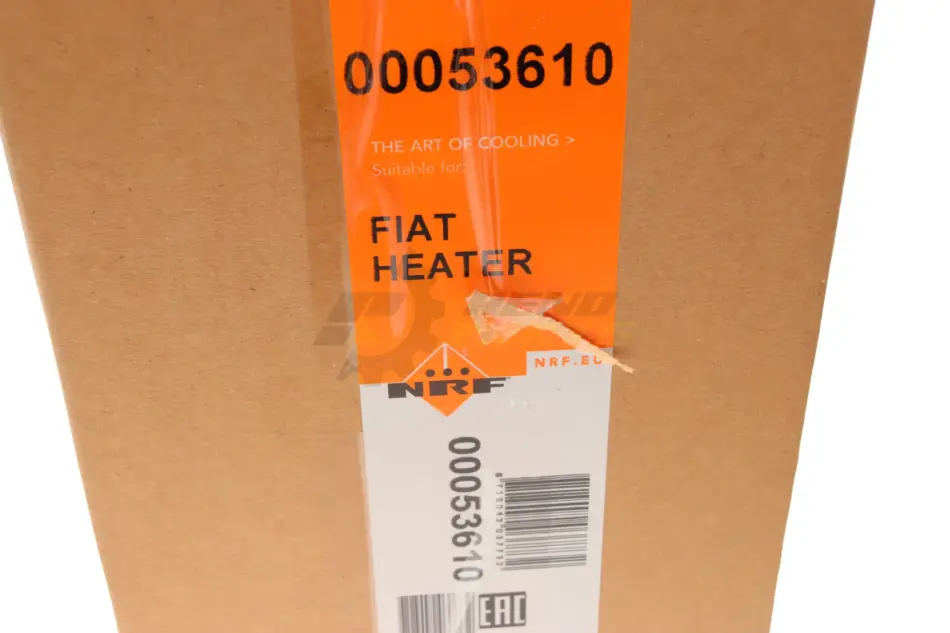 00053610
THE ART OF COOLING >
Suitable for:
FIAT
HEATER
NRF.EU
NRF
00053610
EAC